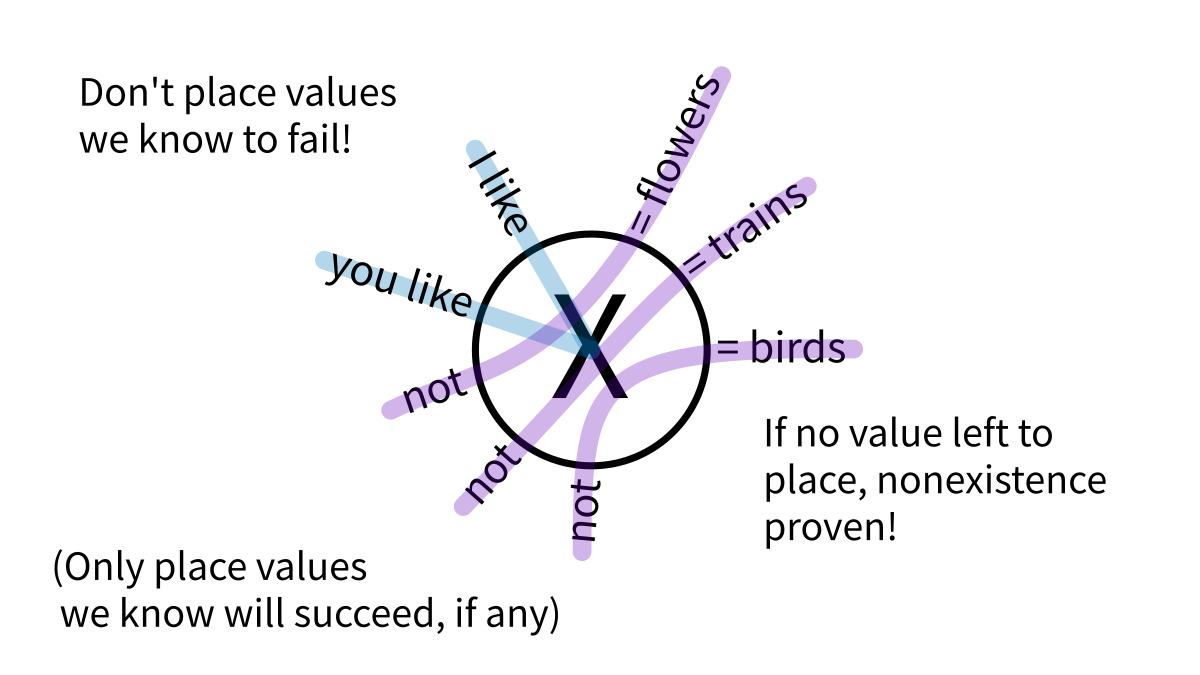 Don't place values
we know to fail!
I like
= flowers
= trains
you like
X
= birds
not
not
not
If no value left to
place, nonexistence
proven!
(Only place values
we know will succeed, if any)